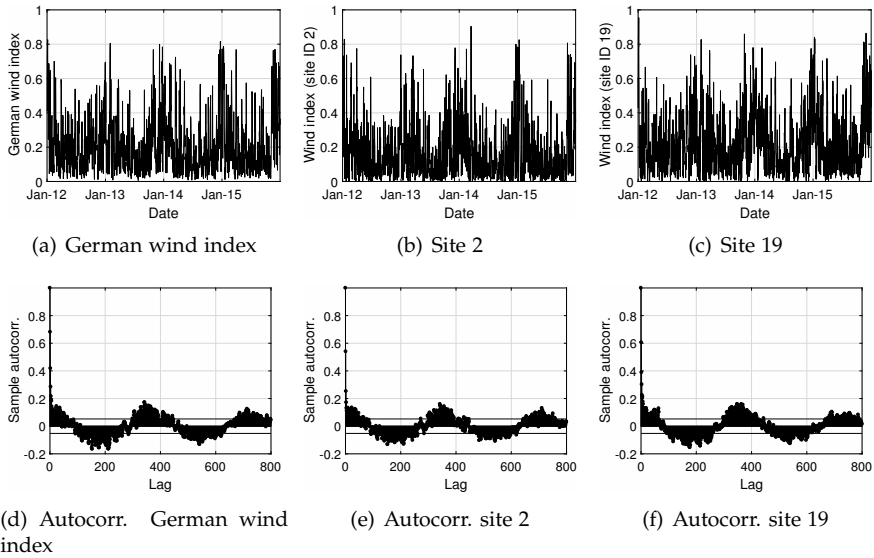 German wind index
1
0.8
0.6
0.4
0.2
0
Jan-12 Jan-13 Jan-14 Jan-15
Date
(a) German wind index
Wind index (site ID 2)
1
0.8
0.6
0.4
0.2
0
Jan-12 Jan-13 Jan-14 Jan-15
Date
(b) Site 2
Wind index (site ID 19)
1
0.8
0.6
0.4
0.2
0
Jan-12 Jan-13 Jan-14 Jan-15
Date
(c) Site 19
Sample autocorr.
0.8
0.6
0.4
0.2
0
-0.2
0 200 400 600 800
Lag
(d) Autocorr. German wind
index
Sample autocorr.
0.8
0.6
0.4
0.2
0
-0.2
0 200 400 600 800
Lag
(e) Autocorr. site 2
Sample autocorr.
0.8
0.6
0.4
0.2
0
-0.2
0 200 400 600 800
Lag
(f) Autocorr. site 19